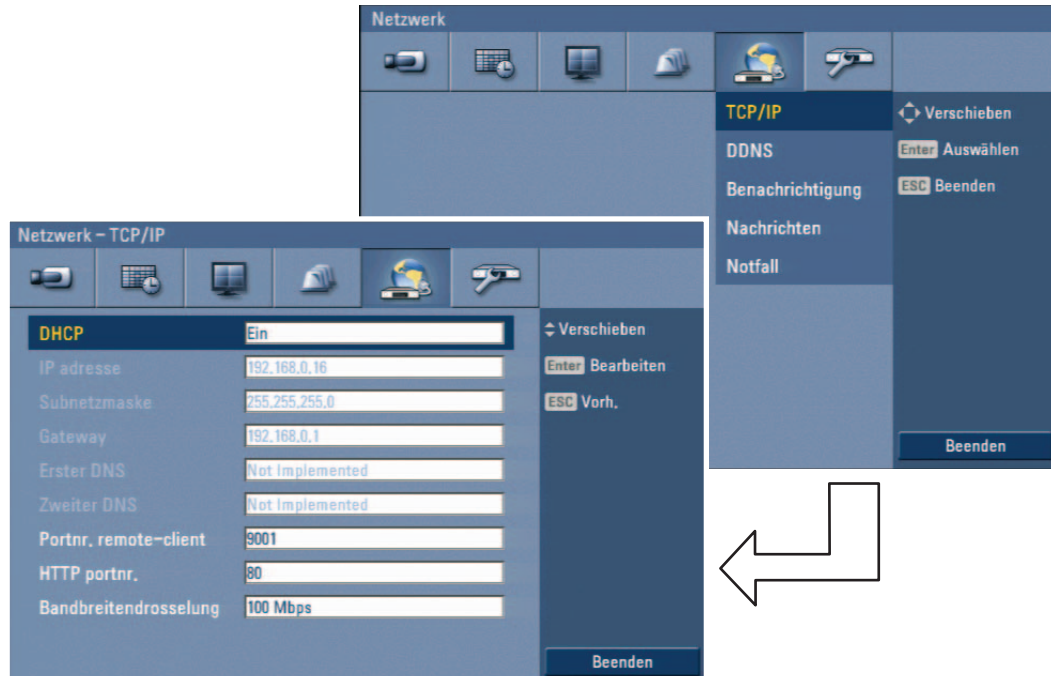 Netzwerk
TCP/IP
DDNS
Benachrichtigung
Nachrichten
Notfall
Verschieben
Enter Auswählen
ESC Beenden
Beenden
Netzwerk – TCP/IP
DHCP Ein
IP adresse 192.168.0.16
Subnetzmaske 255.255.255.0
Gateway 192.168.0.1
Erster DNS Not Implemented
Zweiter DNS Not Implemented
Portnr. remote-client 9001
HTTP portnr. 80
Bandbreitendrosselung 100 Mbps
Verschieben
Enter Bearbeiten
ESC Vorh.
Beenden